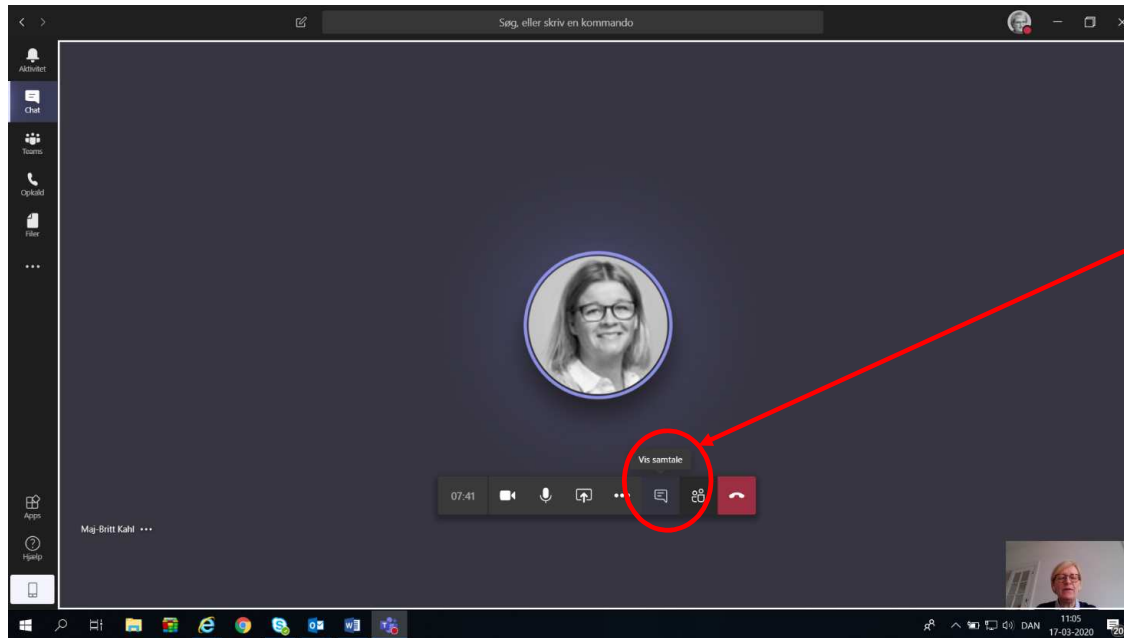 Søg, eller skriv en kommando
Aktivitet
Chat
Teams
Opkald
Filer
Vis samtale
07:41
Apps
Maj-Britt Kahl
Hjælp
DAN
11:05
17-03-2020
20